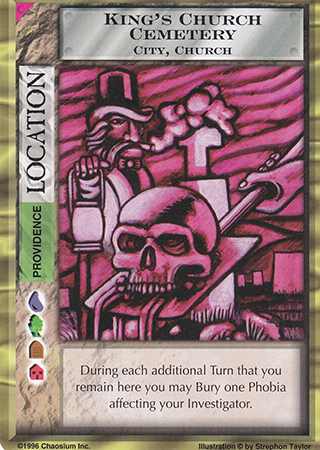 C
KING'S CHURCH
CEMETERY
CITY, CHURCH
LOCATION
PROVIDENCE
During each additional Turn that you
remain here you may Bury one Phobia
affecting your Investigator.
©1996 Chaosium Inc.
Illustration © by Strephon Taylor